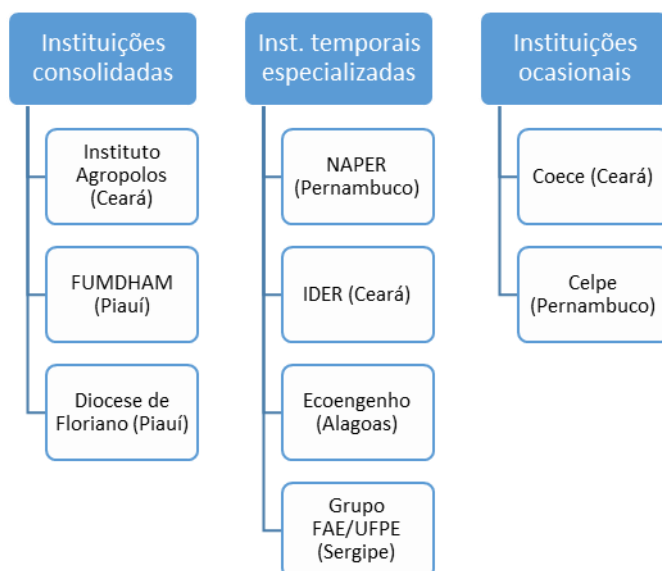 Instituições
consolidadas
Instituto
Agropolos
(Ceará)
FUMDHAM
(Piauí)
Diocese de
Floriano (Piauí)
Inst. temporais
especializadas
NAPER
(Pernambuco)
IDER (Ceará)
Ecoengenho
(Alagoas)
Grupo
FAE/UFPE
(Sergipe)
Instituições
ocasionais
Coece (Ceará)
Celpe
(Pernambuco)